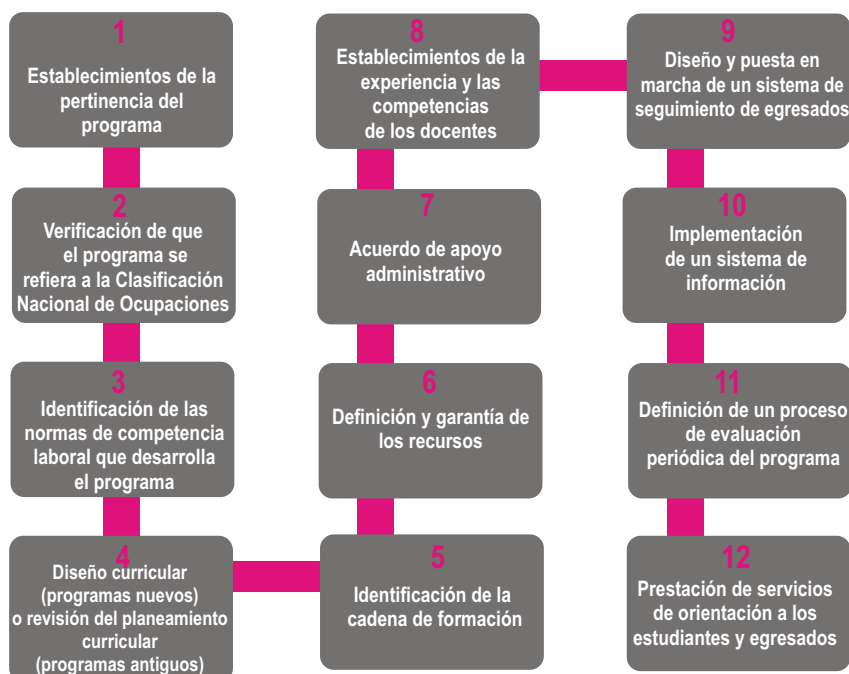 1
Establecimientos de la
pertinencia del
programa
2
Verificación de que
el programa se
refiera a la Clasificación
Nacional de Ocupaciones
3
Identificación de las
normas de competencia
laboral que desarrolla
el programa
4
Diseño curricular
(programas nuevos)
o revisión del planeamiento
curricular
(programas antiguos)
5
Identificación de la
cadena de formación
6
Definición y garantía de
los recursos
7
Acuerdo de apoyo
administrativo
8
Establecimientos de la
experiencia y las
competencias
de los docentes
9
Diseño y puesta en
marcha de un sistema de
seguimiento de egresados
10
Implementación
de un sistema de
información
11
Definición de un proceso
de evaluación
periódica del programa
12
Prestación de servicios
de orientación a los
estudiantes y egresados